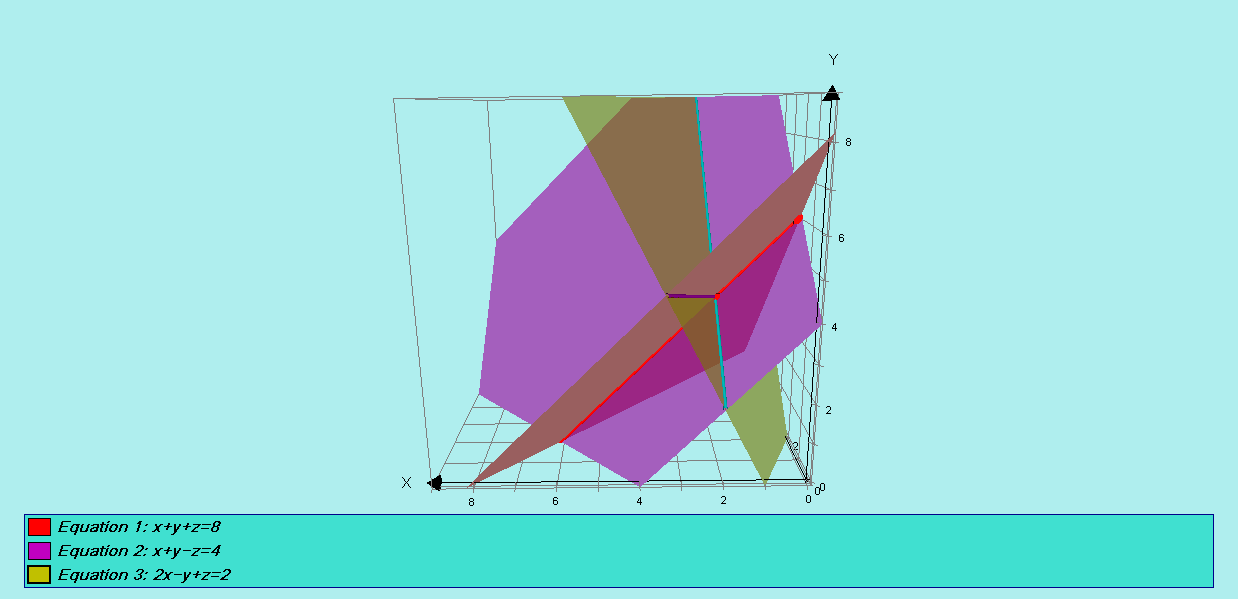 Y
8
6
4
2
2
0
0
X
8
6
4
2
0
Equation 1: x+y+z=8
Equation 2: x+y-z=4
Equation 3: 2x-y+z=2